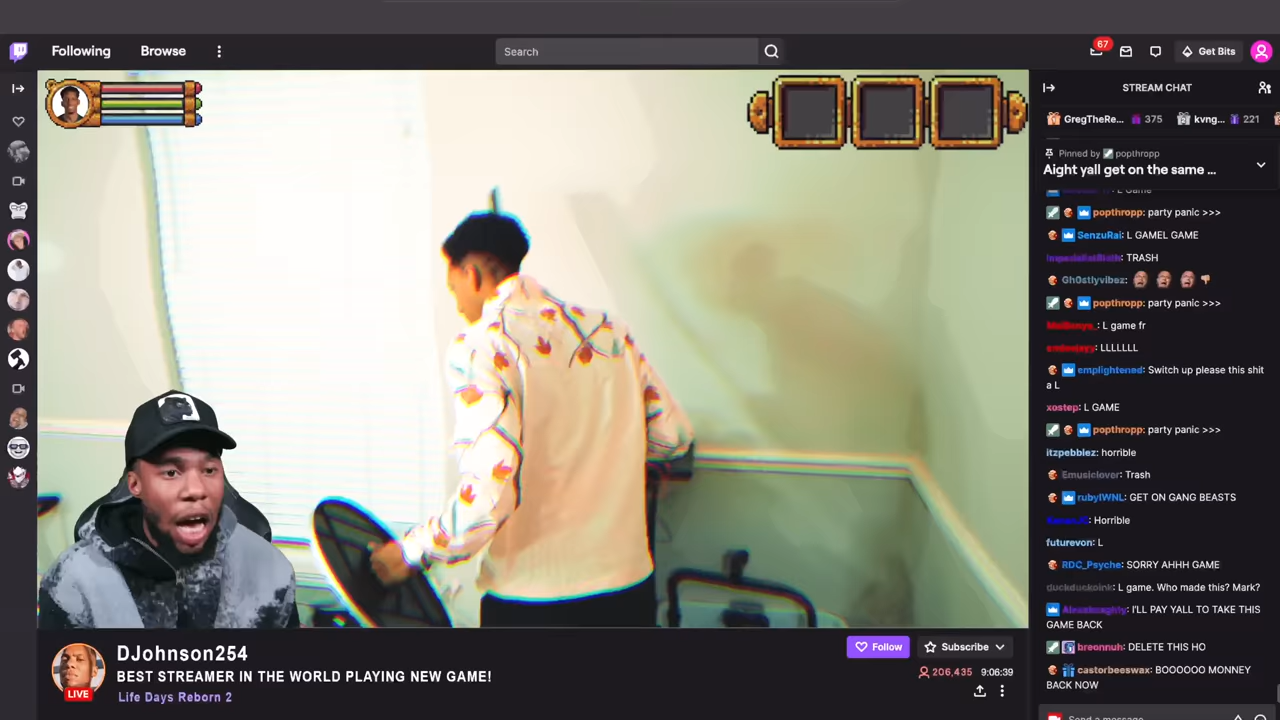 Following
Browse
Search
67
Get Bits
STREAM CHAT
GregTheRe... 375
kvng... 221
Pinned by popthropp
Aight yall get on the same ...
L Game
popthropp: party panic >>>
SenzuRai: L GAMEL GAME
: TRASH
Gh0stlyvibez:
popthropp: party panic >>>
: L game fr
: LLLLLLL
emplightened: Switch up please this shit
a L
xostep: L GAME
popthropp: party panic >>>
itzpebblez: horrible
Emusiclover: Trash
rubyIWNL: GET ON GANG BEASTS
: Horrible
futurevon: L
RDC_Psyche: SORRY AHHH GAME
duckduckoink: L game. Who made this? Mark?
: I'LL PAY YALL TO TAKE THIS
GAME BACK
breonnuh: DELETE THIS HO
castorbeeswax: BOOOOOO MONNEY
BACK NOW
Send a message
DJohnson254
BEST STREAMER IN THE WORLD PLAYING NEW GAME!
Life Days Reborn 2
LIVE
Follow
Subscribe
206,435
9:06:39